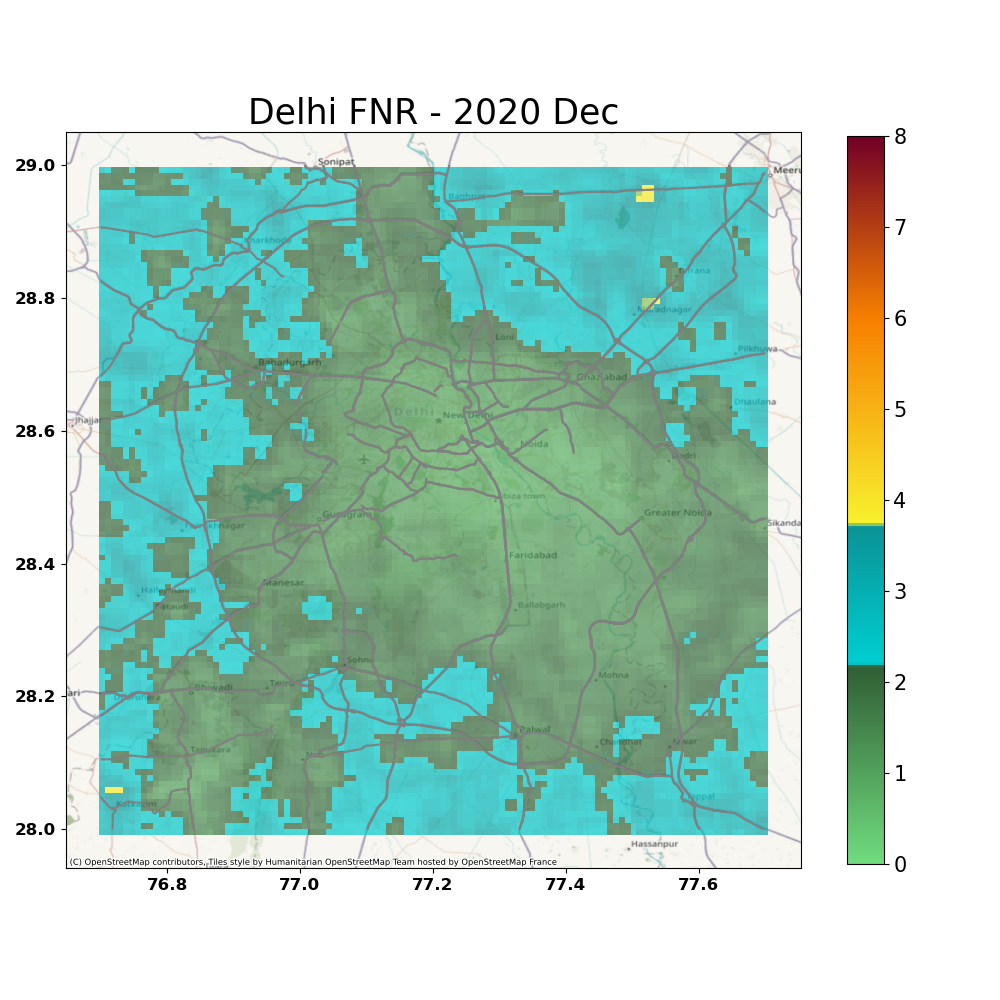 Delhi FNR - 2020 Dec
29.0
28.8
28.6
28.4
28.2
28.0
76.8 77.0 77.2 77.4 77.6
8
7
6
5
4
3
2
1
0
Sonipat
Baghpat
Kharkhoda
Muradnagar
Pilkhuwa
Loni
Bahadurgarh
Ghaziabad
Dhaulana
Delhi
New Delhi
Jhajjar
Noida
Dadri
Gurugram
Greater Noida
Sikanda
Faridabad
Manesar
Pataudi
Ballabgarh
Sohna
Mohna
Bhiwadi
Dharuhera
Palwal
Chandhat
Jewar
Tapukara
Nuh
Kotkasim
Hassanpur
(C) OpenStreetMap contributors, Tiles style by Humanitarian OpenStreetMap Team hosted by OpenStreetMap France